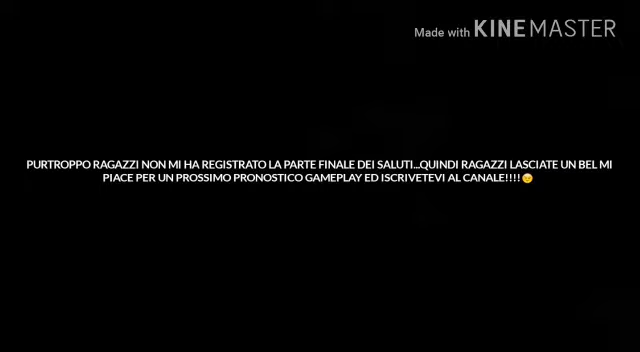 Made with KINEMASTER
PURTROPPO RAGAZZI NON MI HA REGISTRATO LA PARTE FINALE DEI SALUTI...QUINDI RAGAZZI LASCIATE UN BEL MI
PIACE PER UN PROSSIMO PRONOSTICO GAMEPLAY ED ISCRIVETEVI AL CANALE!!!!